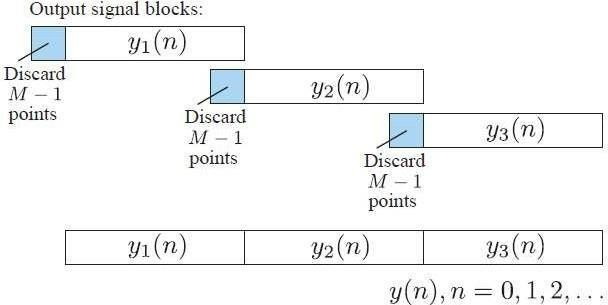 Output signal blocks:
y₁(n)
Discard
M − 1
points
y₂(n)
Discard
M − 1
points
y₃(n)
Discard
M − 1
points
y₁(n) y₂(n) y₃(n)
y(n), n = 0, 1, 2, . . .